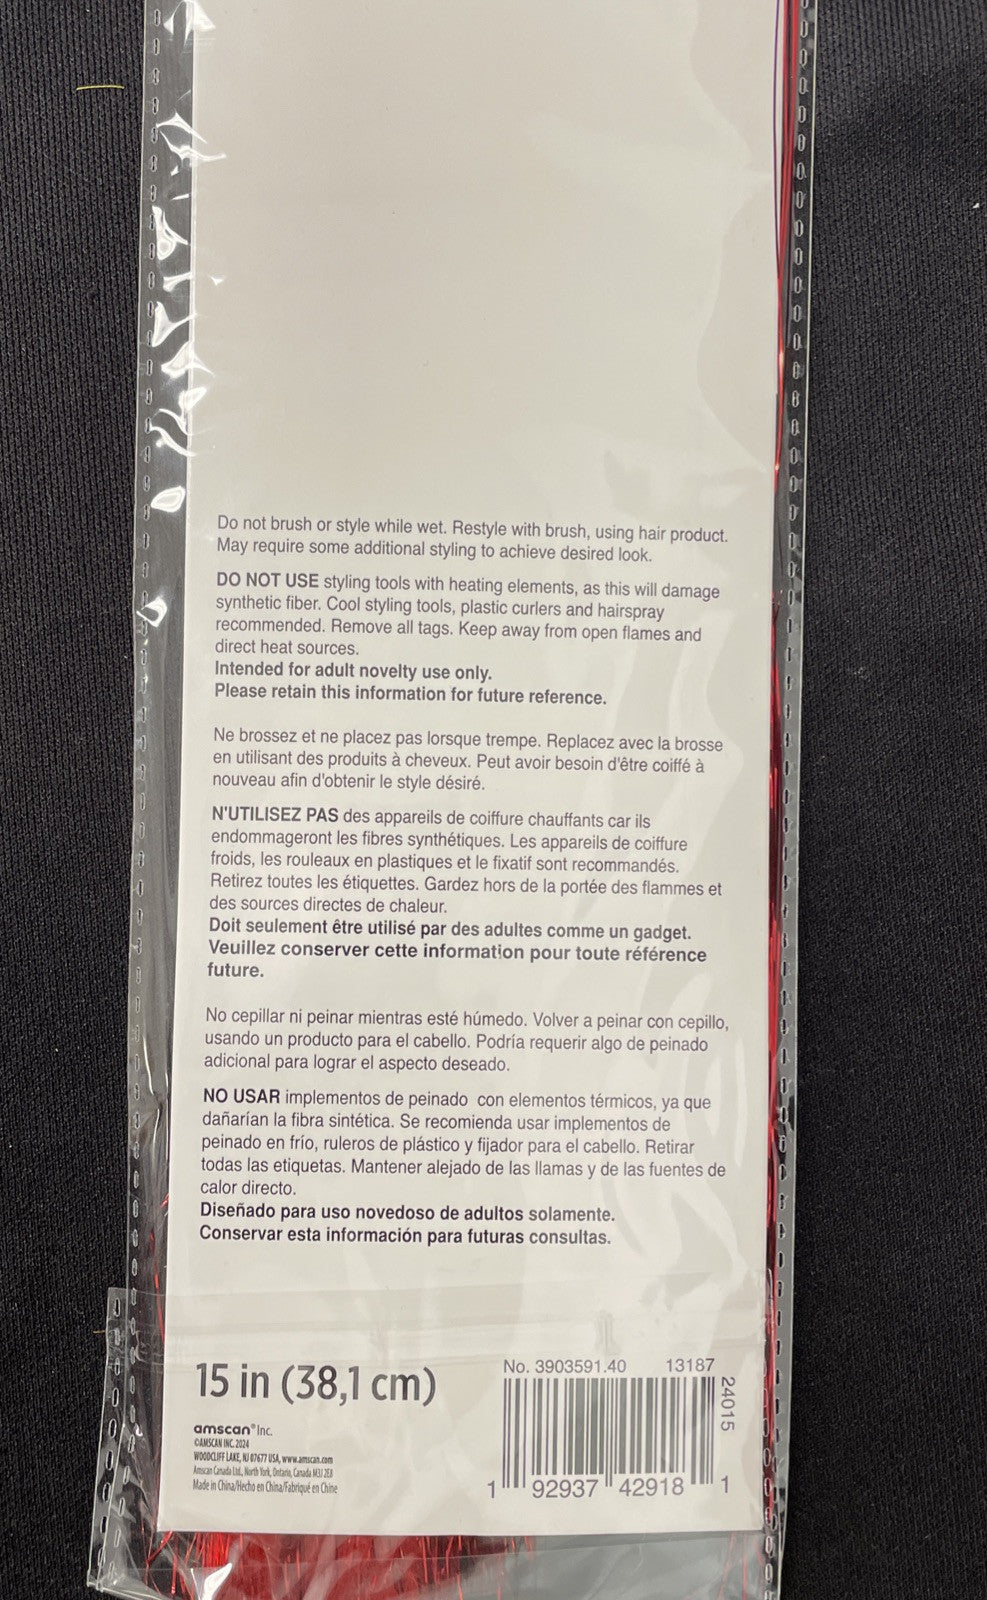 Do not brush or style while wet. Restyle with brush, using hair product.
May require some additional styling to achieve desired look.
DO NOT USE styling tools with heating elements, as this will damage
synthetic fiber. Cool styling tools, plastic curlers and hairspray
recommended. Remove all tags. Keep away from open flames and
direct heat sources.
Intended for adult novelty use only.
Please retain this information for future reference.
Ne brossez et ne placez pas lorsque trempe. Replacez avec la brosse
en utilisant des produits à cheveux. Peut avoir besoin d'être coiffé à
nouveau afin d'obtenir le style désiré.
N'UTILISEZ PAS des appareils de coiffure chauffants car ils
endommageront les fibres synthétiques. Les appareils de coiffure
froids, les rouleaux en plastiques et le fixatif sont recommandés.
Retirez toutes les étiquettes. Gardez hors de la portée des flammes et
des sources directes de chaleur.
Doit seulement être utilisé par des adultes comme un gadget.
Veuillez conserver cette information pour toute référence
future.
No cepillar ni peinar mientras esté húmedo. Volver a peinar con cepillo,
usando un producto para el cabello. Podría requerir algo de peinado
adicional para lograr el aspecto deseado.
NO USAR implementos de peinado con elementos térmicos, ya que
dañarían la fibra sintética. Se recomienda usar implementos de
peinado en frío, ruleros de plástico y fijador para el cabello. Retirar
todas las etiquetas. Mantener alejado de las llamas y de las fuentes de
calor directo.
Diseñado para uso novedoso de adultos solamente.
Conservar esta información para futuras consultas.
15 in (38,1 cm)
amscan® Inc.
©AMSCAN INC. 2024
WOODCLIFF LAKE, NJ 07677 USA, www.amscan.com
Amscan Canada Ltd., North York, Ontario, Canada M3J 2E8
Made in China/Hecho en China/Fabriqué en Chine
No. 3903591.40 13187
24015
1 92937 42918 1